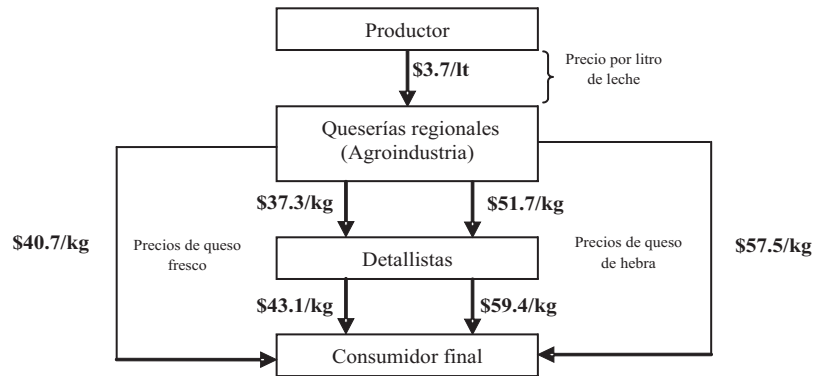 Productor
$3.7/lt
Precio por litro
de leche
Queserías regionales
(Agroindustria)
$37.3/kg
$51.7/kg
$40.7/kg
Precios de queso
fresco
Detallistas
Precios de queso
de hebra
$57.5/kg
$43.1/kg
$59.4/kg
Consumidor final